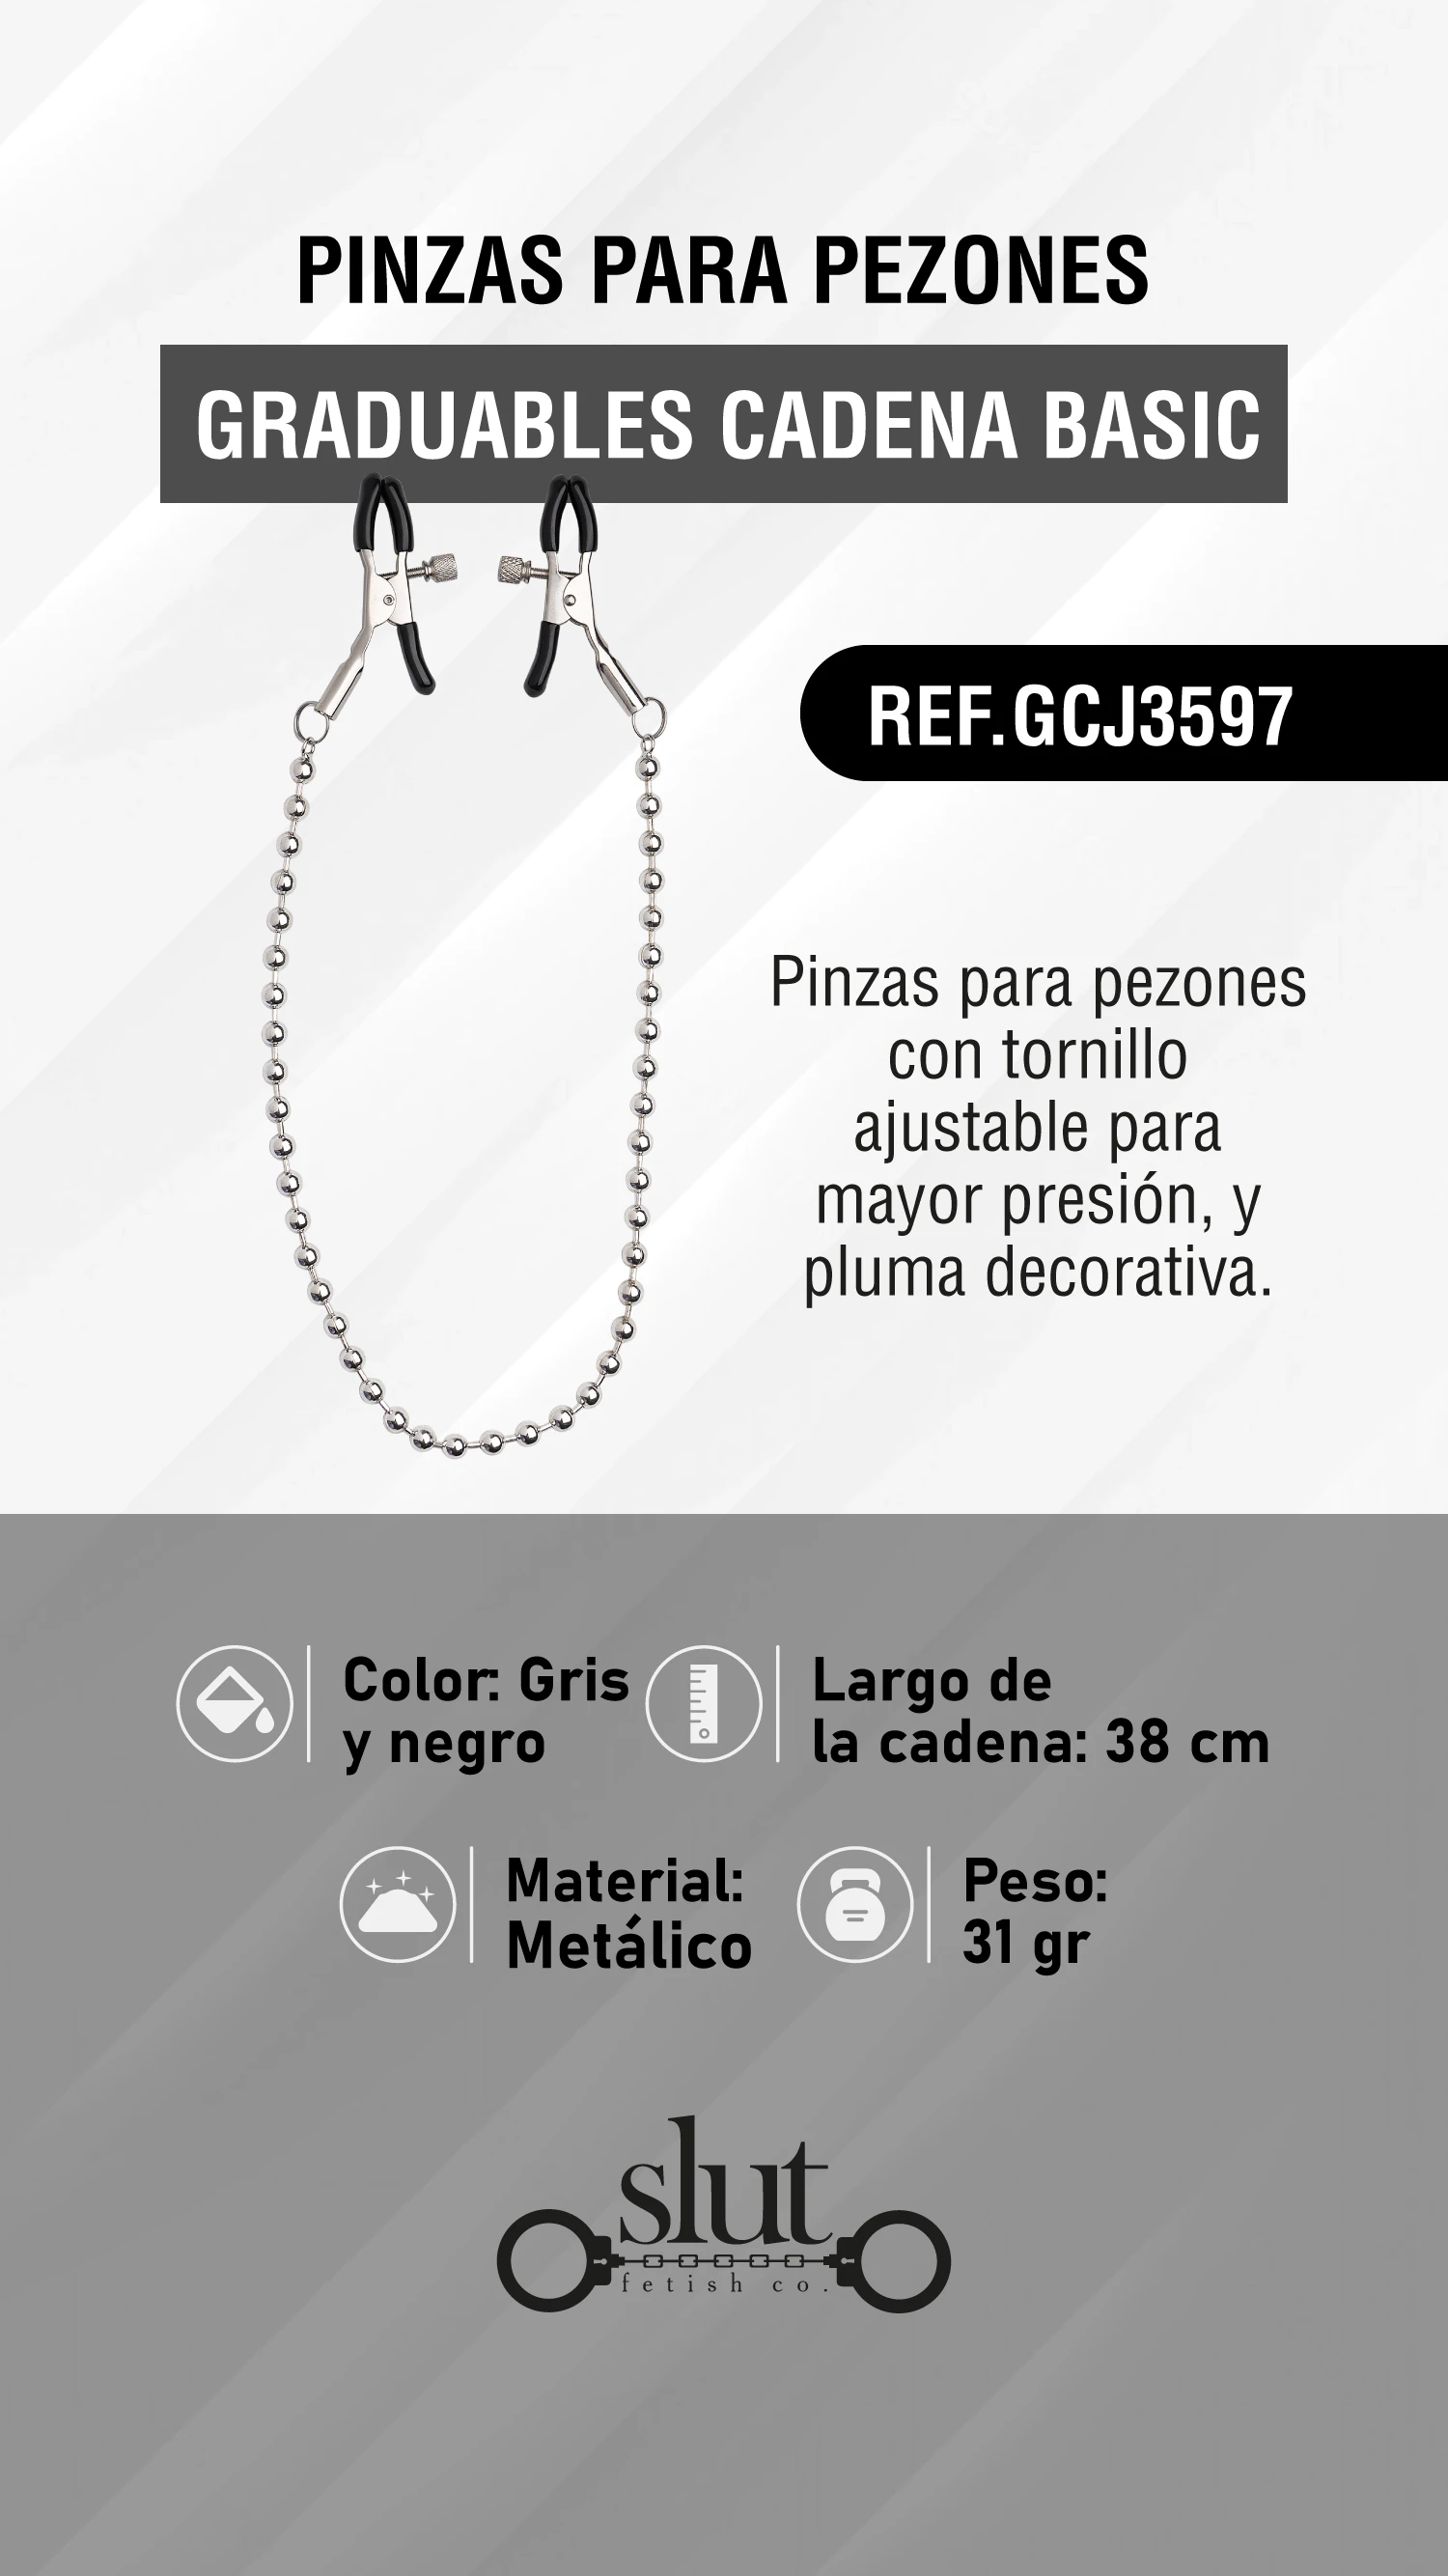 PINZAS PARA PEZONES
GRADUABLES CADENA BASIC
REF.GCJ3597
Pinzas para pezones
con tornillo
ajustable para
mayor presión, y
pluma decorativa.
Color: Gris
y negro
Largo de
la cadena: 38 cm
Material:
Metálico
Peso:
31 gr
slut
fetish co.